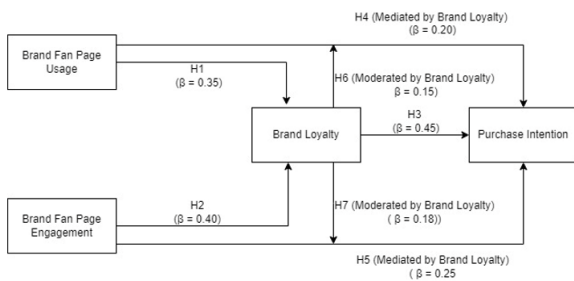 H4 (Mediated by Brand Loyalty)
(β = 0.20)
Brand Fan Page
Usage
H1
(β = 0.35)
H6 (Moderated by Brand Loyalty)
β = 0.15)
Brand Loyalty
H3
(β = 0.45)
Purchase Intention
H2
(β = 0.40)
H7 (Moderated by Brand Loyalty)
( β = 0.18))
Brand Fan Page
Engagement
H5 (Mediated by Brand Loyalty)
( β = 0.25